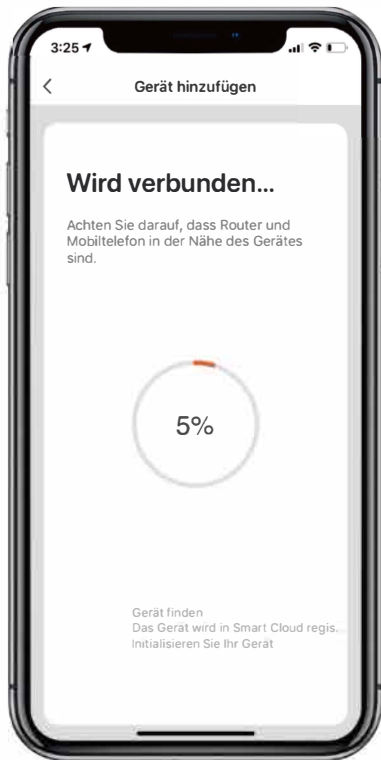 3:25
Gerät hinzufügen
Wird verbunden...
Achten Sie darauf, dass Router und
Mobiltelefon in der Nähe des Gerätes
sind.
5%
Gerät finden
Das Gerät wird in Smart Cloud regis...
Initialisieren Sie Ihr Gerät